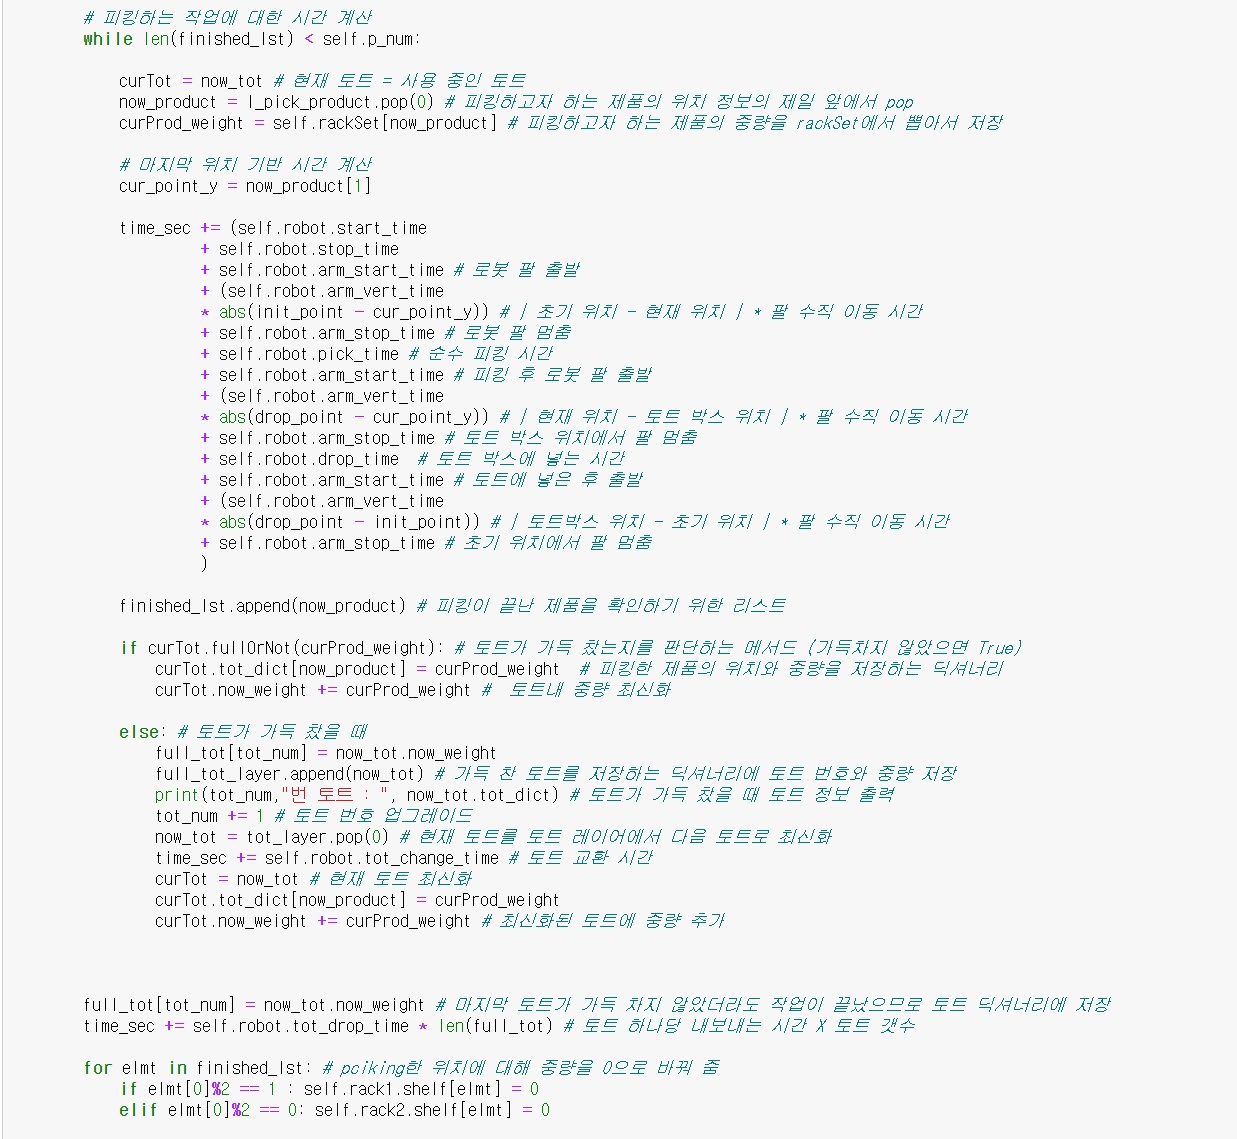 # 피킹하는 작업에 대한 시간 계산
while len(finished_lst) < self.p_num:
curTot = now_tot # 현재 토트 = 사용 중인 토트
now_product = l_pick_product.pop(0) # 피킹하고자 하는 제품의 위치 정보의 제일 앞에서 pop
curProd_weight = self.rackSet[now_product] # 피킹하고자 하는 제품의 중량을 rackSet에서 뽑아서 저장
# 마지막 위치 기반 시간 계산
cur_point_y = now_product[1]
time_sec += (self.robot.start_time
+ self.robot.stop_time
+ self.robot.arm_start_time # 로봇 팔 출발
+ (self.robot.arm_vert_time
* abs(init_point - cur_point_y)) # | 초기 위치 - 현재 위치 | * 팔 수직 이동 시간
+ self.robot.arm_stop_time # 로봇 팔 멈춤
+ self.robot.pick_time # 순수 피킹 시간
+ self.robot.arm_start_time # 피킹 후 로봇 팔 출발
+ (self.robot.arm_vert_time
* abs(drop_point - cur_point_y)) # | 현재 위치 - 토트 박스 위치 | * 팔 수직 이동 시간
+ self.robot.arm_stop_time # 토트 박스 위치에서 팔 멈춤
+ self.robot.drop_time # 토트 박스에 넣는 시간
+ self.robot.arm_start_time # 토트에 넣은 후 출발
+ (self.robot.arm_vert_time
* abs(drop_point - init_point)) # | 토트박스 위치 - 초기 위치 | * 팔 수직 이동 시간
+ self.robot.arm_stop_time # 초기 위치에서 팔 멈춤
)
finished_lst.append(now_product) # 피킹이 끝난 제품을 확인하기 위한 리스트
if curTot.fullOrNot(curProd_weight): # 토트가 가득 찼는지를 판단하는 메서드 (가득차지 않았으면 True)
curTot.tot_dict[now_product] = curProd_weight # 피킹한 제품의 위치와 중량을 저장하는 딕셔너리
curTot.now_weight += curProd_weight # 토트내 중량 최신화
else: # 토트가 가득 찼을 때
full_tot[tot_num] = now_tot.now_weight
full_tot_layer.append(now_tot) # 가득 찬 토트를 저장하는 딕셔너리에 토트 번호와 중량 저장
print(tot_num,"번 토트 : ", now_tot.tot_dict) # 토트가 가득 찼을 때 토트 정보 출력
tot_num += 1 # 토트 번호 업그레이드
now_tot = tot_layer.pop(0) # 현재 토트를 토트 레이어에서 다음 토트로 최신화
time_sec += self.robot.tot_change_time # 토트 교환 시간
curTot = now_tot # 현재 토트 최신화
curTot.tot_dict[now_product] = curProd_weight
curTot.now_weight += curProd_weight # 최신화된 토트에 중량 추가
full_tot[tot_num] = now_tot.now_weight # 마지막 토트가 가득 차지 않았더라도 작업이 끝났으므로 토트 딕셔너리에 저장
time_sec += self.robot.tot_drop_time * len(full_tot) # 토트 하나당 내보내는 시간 X 토트 갯수
for elmt in finished_lst: # pciking한 위치에 대해 중량을 0으로 바꿔 줌
if elmt[0]%2 == 1 : self.rack1.shelf[elmt] = 0
elif elmt[0]%2 == 0: self.rack2.shelf[elmt] = 0